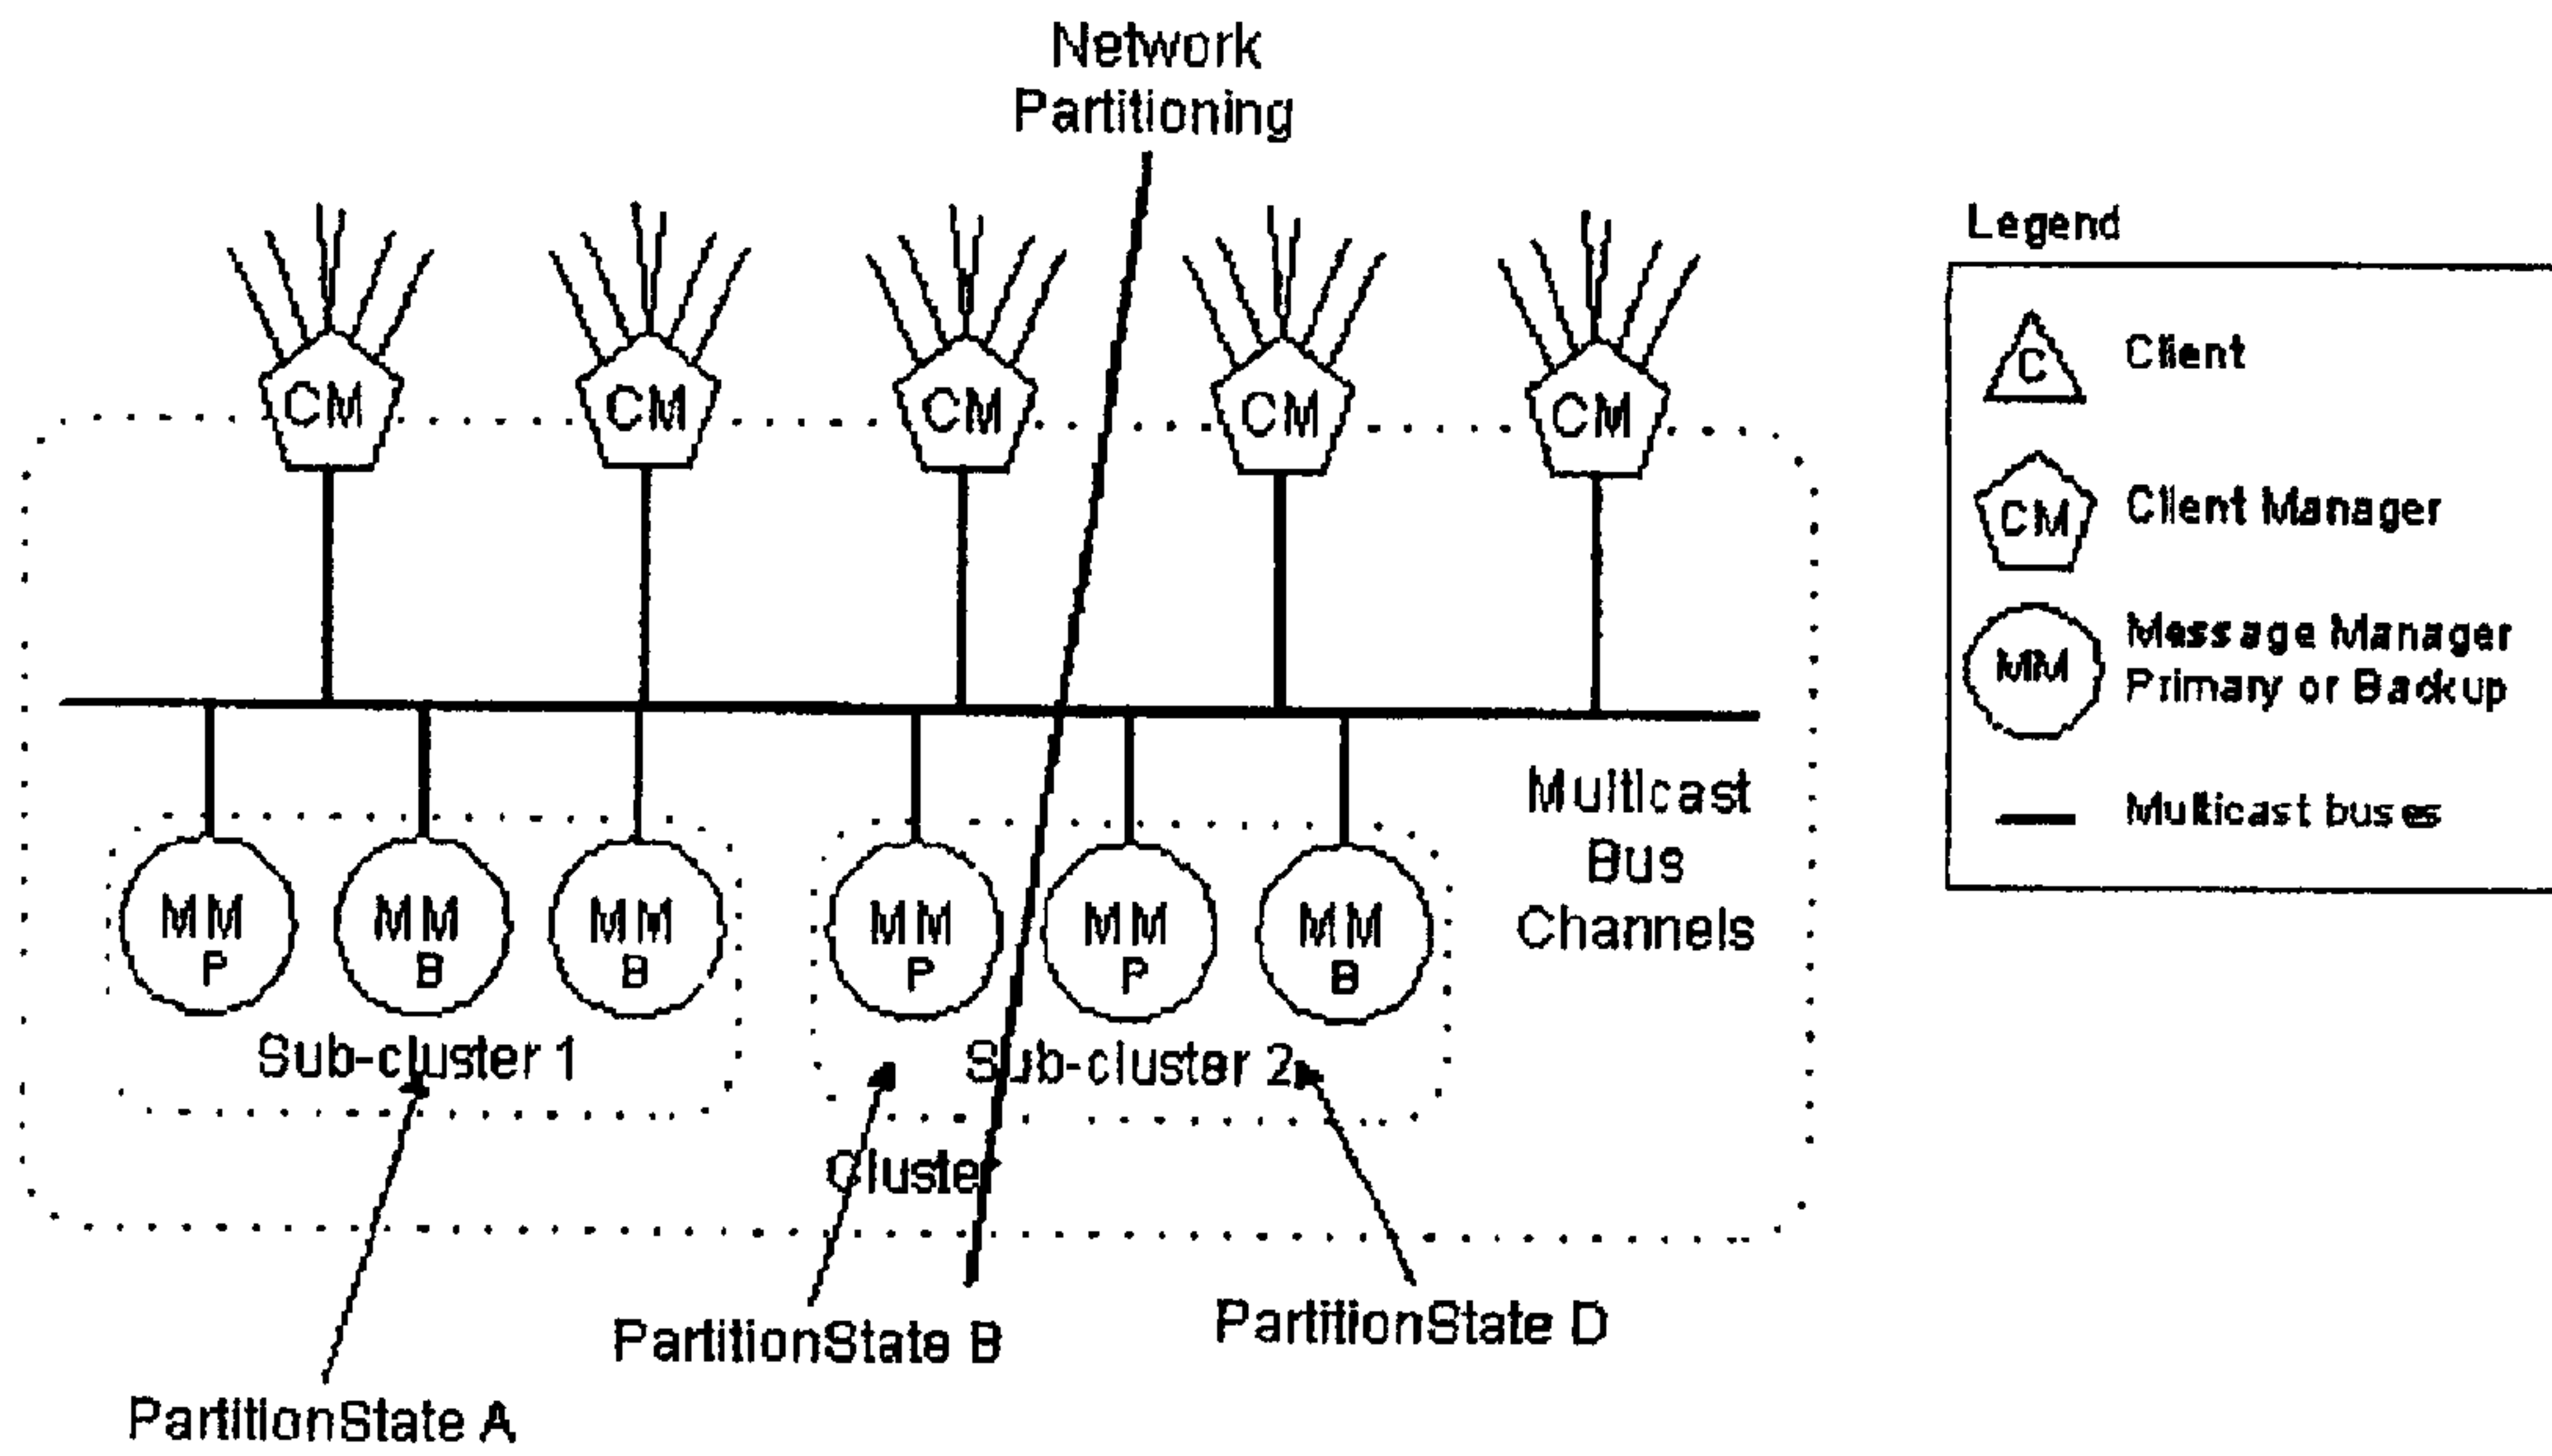 Network
Partitioning
CM
CM
CM
CM
CM
Legend
C
Client
CM
Client Manager
MM
Message Manager
Primary or Backup
Multicast buses
Multicast
Bus
Channels
MM
P
MM
B
MM
B
MM
P
MM
P
MM
B
Sub-cluster 1
Sub-cluster 2
Cluster
PartitionState B
PartitionState D
PartitionState A